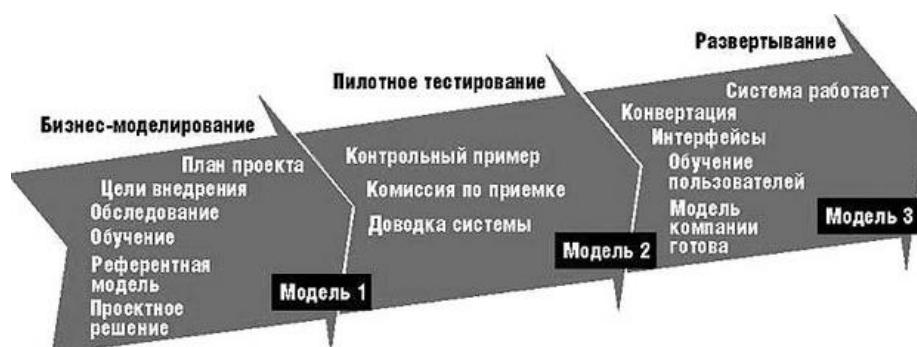 Бизнес-моделирование
План проекта
Цели внедрения
Обследование
Обучение
Референтная
модель
Проектное
решение
Модель 1
Пилотное тестирование
Контрольный пример
Комиссия по приемке
Доводка системы
Модель 2
Развертывание
Система работает
Конвертация
Интерфейсы
Обучение
пользователей
Модель
компании
готова
Модель 3